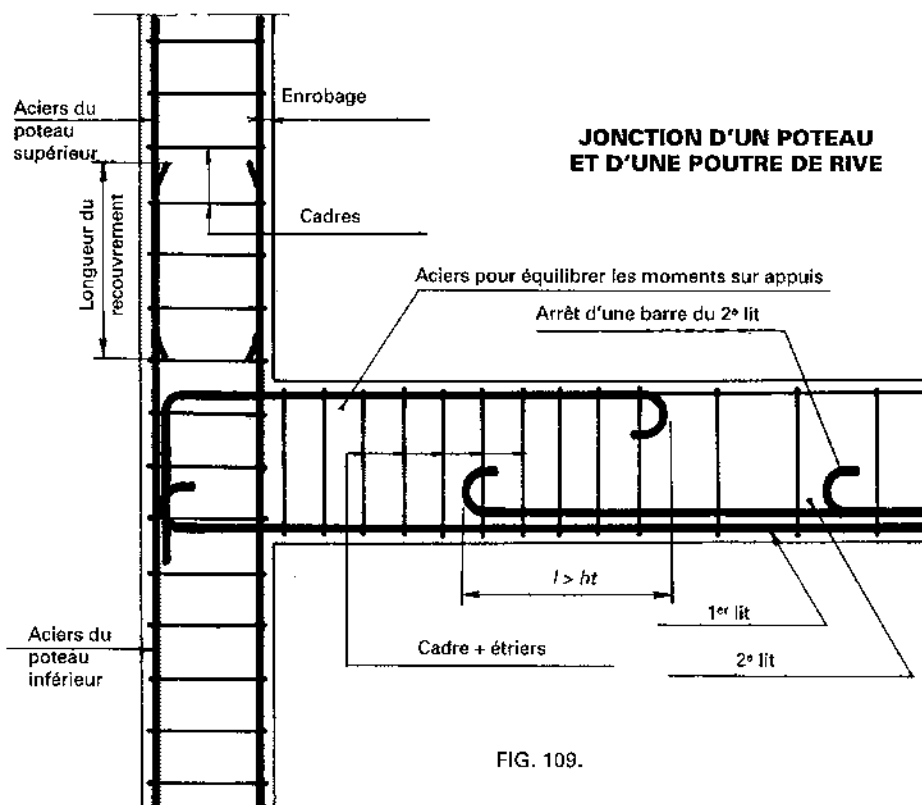 Aciers du
poteau
supérieur
Enrobage
JONCTION D'UN POTEAU
ET D'UNE POUTRE DE RIVE
Longueur du
recouvrement
Cadres
Aciers pour équilibrer les moments sur appuis
Arrêt d'une barre du 2e lit
l > ht
1er lit
Aciers du
poteau
inférieur
Cadre + étriers
2e lit
FIG. 109.